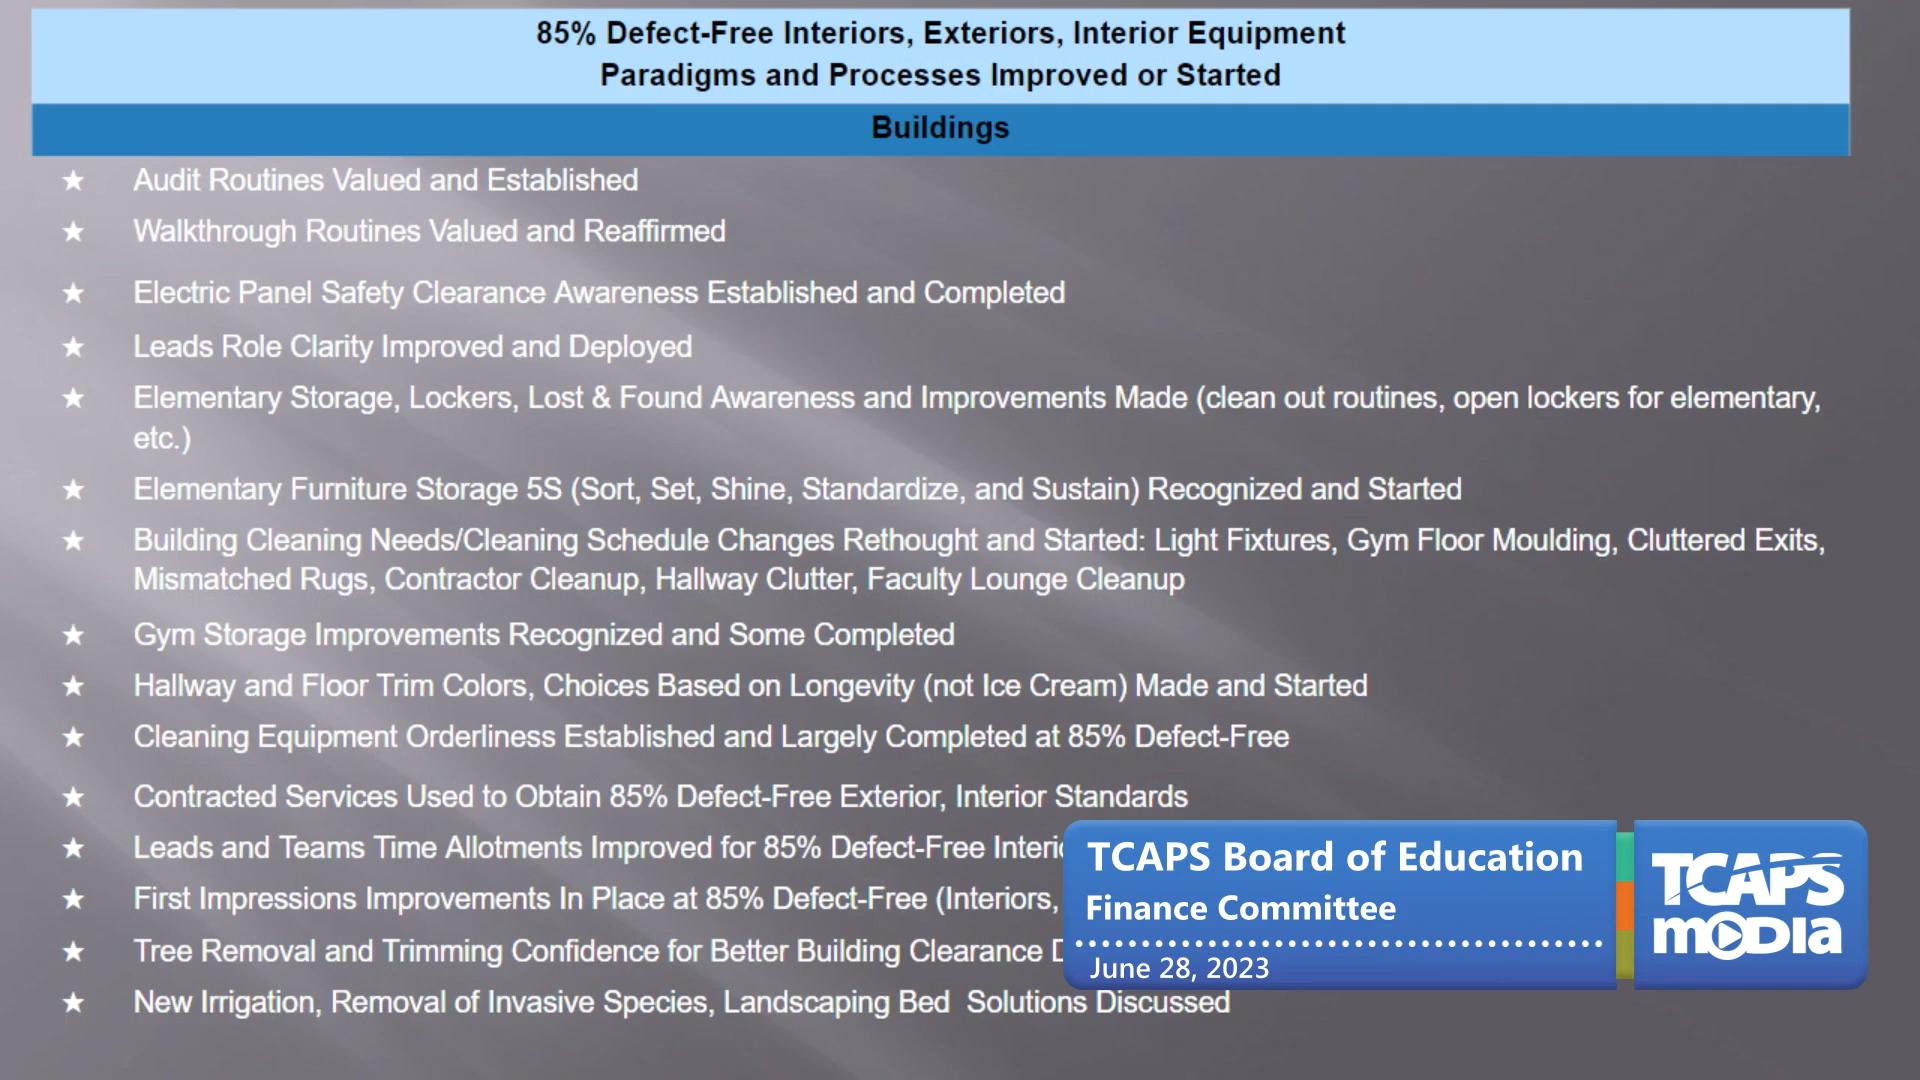 85% Defect-Free Interiors, Exteriors, Interior Equipment
Paradigms and Processes Improved or Started
Buildings
★ Audit Routines Valued and Established
★ Walkthrough Routines Valued and Reaffirmed
★ Electric Panel Safety Clearance Awareness Established and Completed
★ Leads Role Clarity Improved and Deployed
★ Elementary Storage, Lockers, Lost & Found Awareness and Improvements Made (clean out routines, open lockers for elementary,
etc.)
★ Elementary Furniture Storage 5S (Sort, Set, Shine, Standardize, and Sustain) Recognized and Started
★ Building Cleaning Needs/Cleaning Schedule Changes Rethought and Started: Light Fixtures, Gym Floor Moulding, Cluttered Exits,
Mismatched Rugs, Contractor Cleanup, Hallway Clutter, Faculty Lounge Cleanup
★ Gym Storage Improvements Recognized and Some Completed
★ Hallway and Floor Trim Colors, Choices Based on Longevity (not Ice Cream) Made and Started
★ Cleaning Equipment Orderliness Established and Largely Completed at 85% Defect-Free
★ Contracted Services Used to Obtain 85% Defect-Free Exterior, Interior Standards
★ Leads and Teams Time Allotments Improved for 85% Defect-Free
★ First Impressions Improvements In Place at 85% Defect-Free (Interiors,
★ Tree Removal and Trimming Confidence for Better Building Clearance
★ New Irrigation, Removal of Invasive Species, Landscaping Bed  Solutions Discussed
TCAPS Board of Education
Finance Committee
June 28, 2023
TCAPS
MEDIA